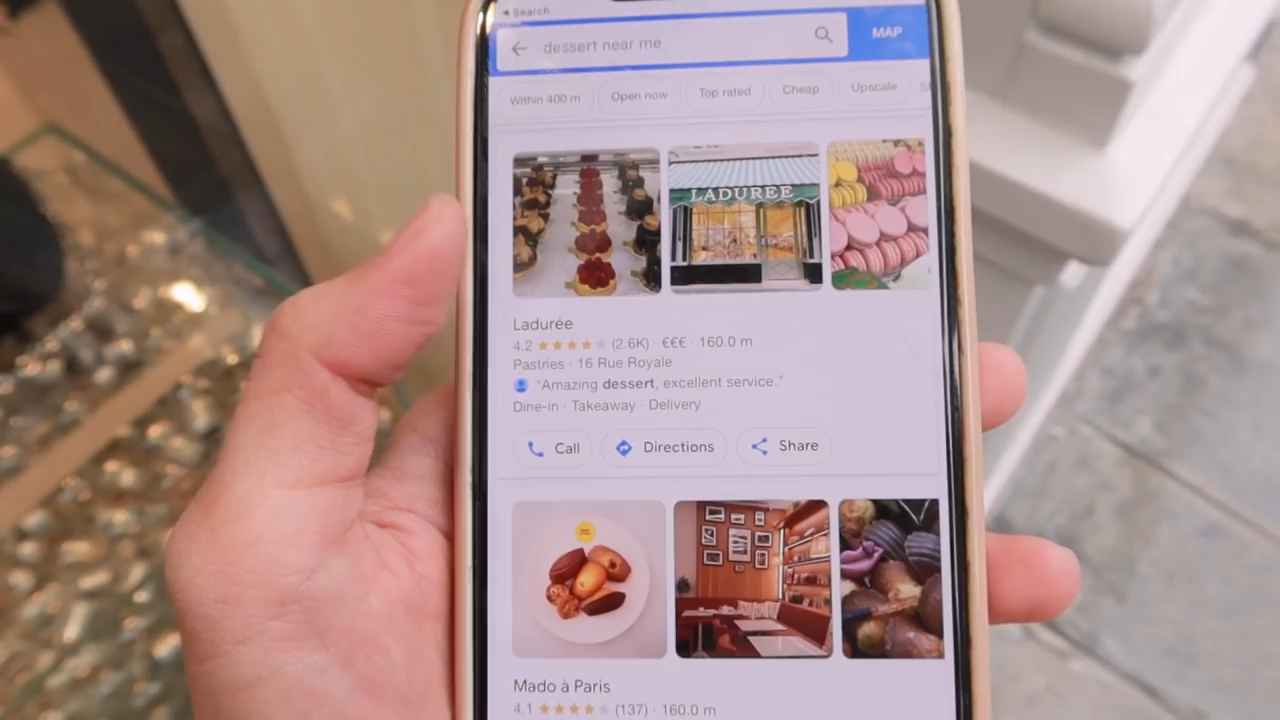 ◂ Search
dessert near me
MAP
Within 400 m
Open now
Top rated
Cheap
Upscale
LADURÉE
Ladurée
4.2 ★★★★★ (2.6K) · €€€ · 160.0 m
Pastries · 16 Rue Royale
“Amazing dessert, excellent service.”
Dine-in · Takeaway · Delivery
Call
Directions
Share
Mado à Paris
4.1 ★★★★★ (137) · 160.0 m